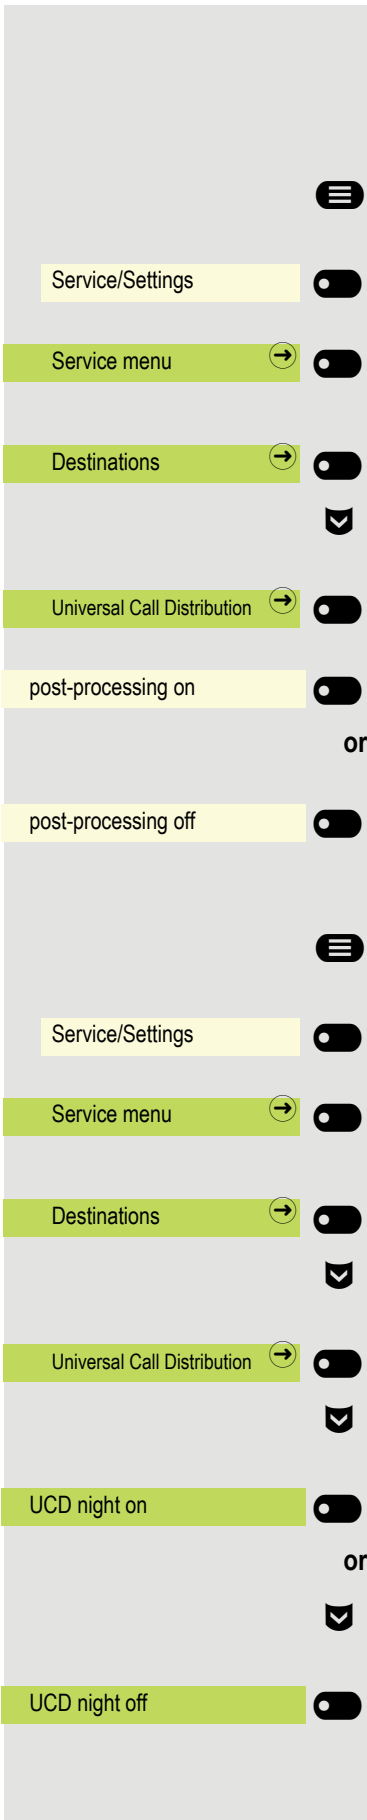 Service/Settings
Service menu
Destinations
Universal Call Distribution
post-processing on
or
post-processing off
Service/Settings
Service menu
Destinations
Universal Call Distribution
UCD night on
or
UCD night off